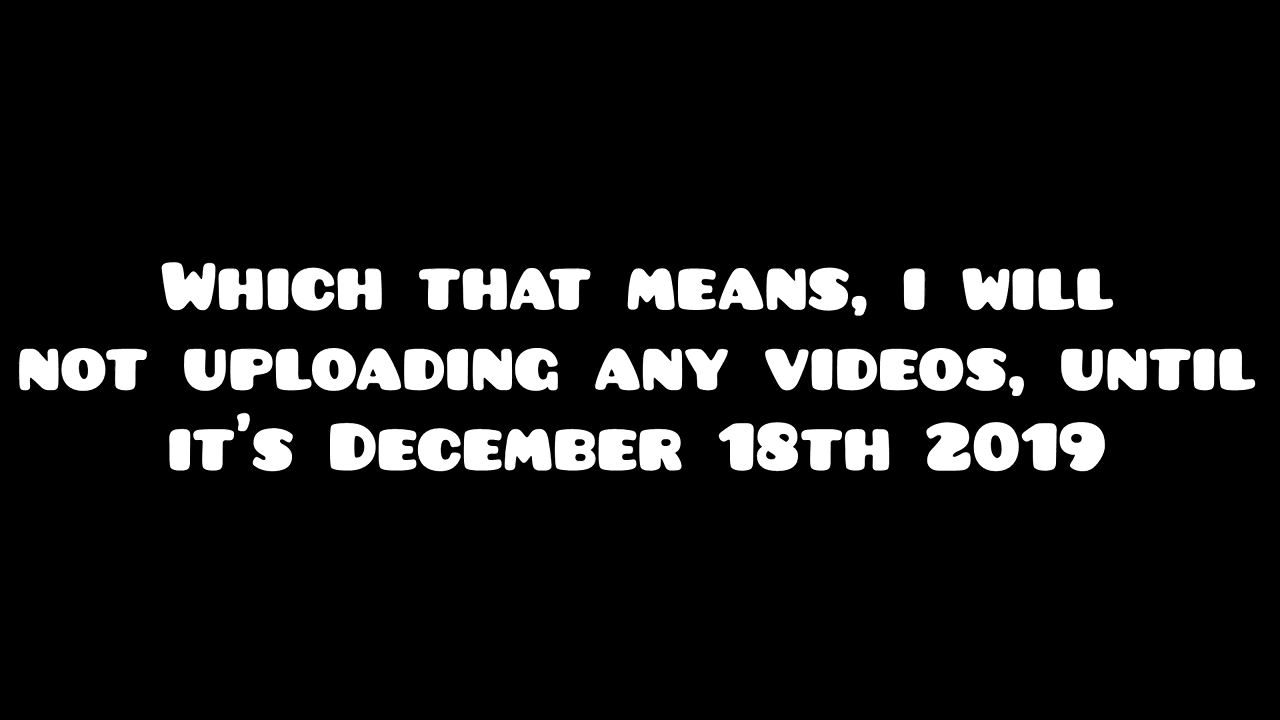 Which that means, i will
not uploading any videos, until
it's December 18th 2019